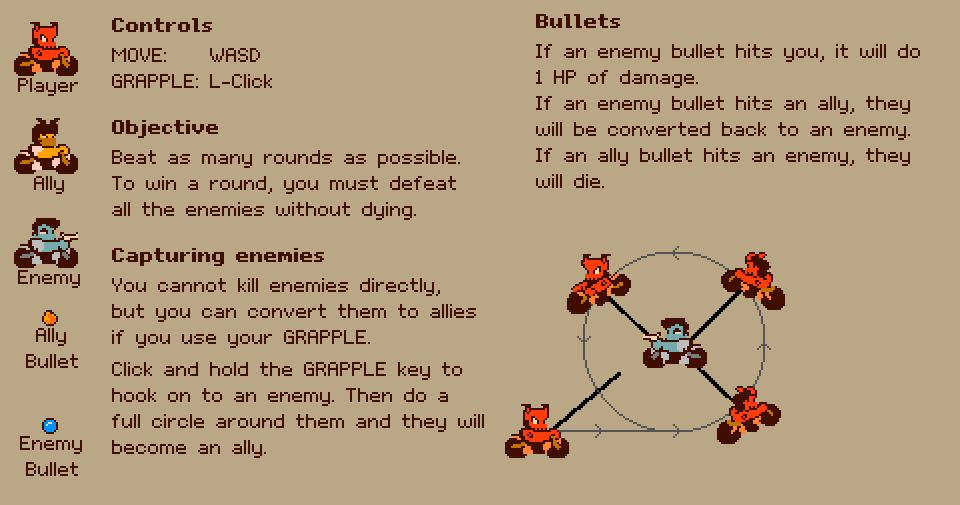 Player
Ally
Enemy
Ally
Bullet
Enemy
Bullet
Controls
MOVE: WASD
GRAPPLE: L-Click
Objective
Beat as many rounds as possible.
To win a round, you must defeat
all the enemies without dying.
Capturing enemies
You cannot kill enemies directly,
but you can convert them to allies
if you use your GRAPPLE.
Click and hold the GRAPPLE key to
hook on to an enemy. Then do a
full circle around them and they will
become an ally.
Bullets
If an enemy bullet hits you, it will do
1 HP of damage.
If an enemy bullet hits an ally, they
will be converted back to an enemy.
If an ally bullet hits an enemy, they
will die.